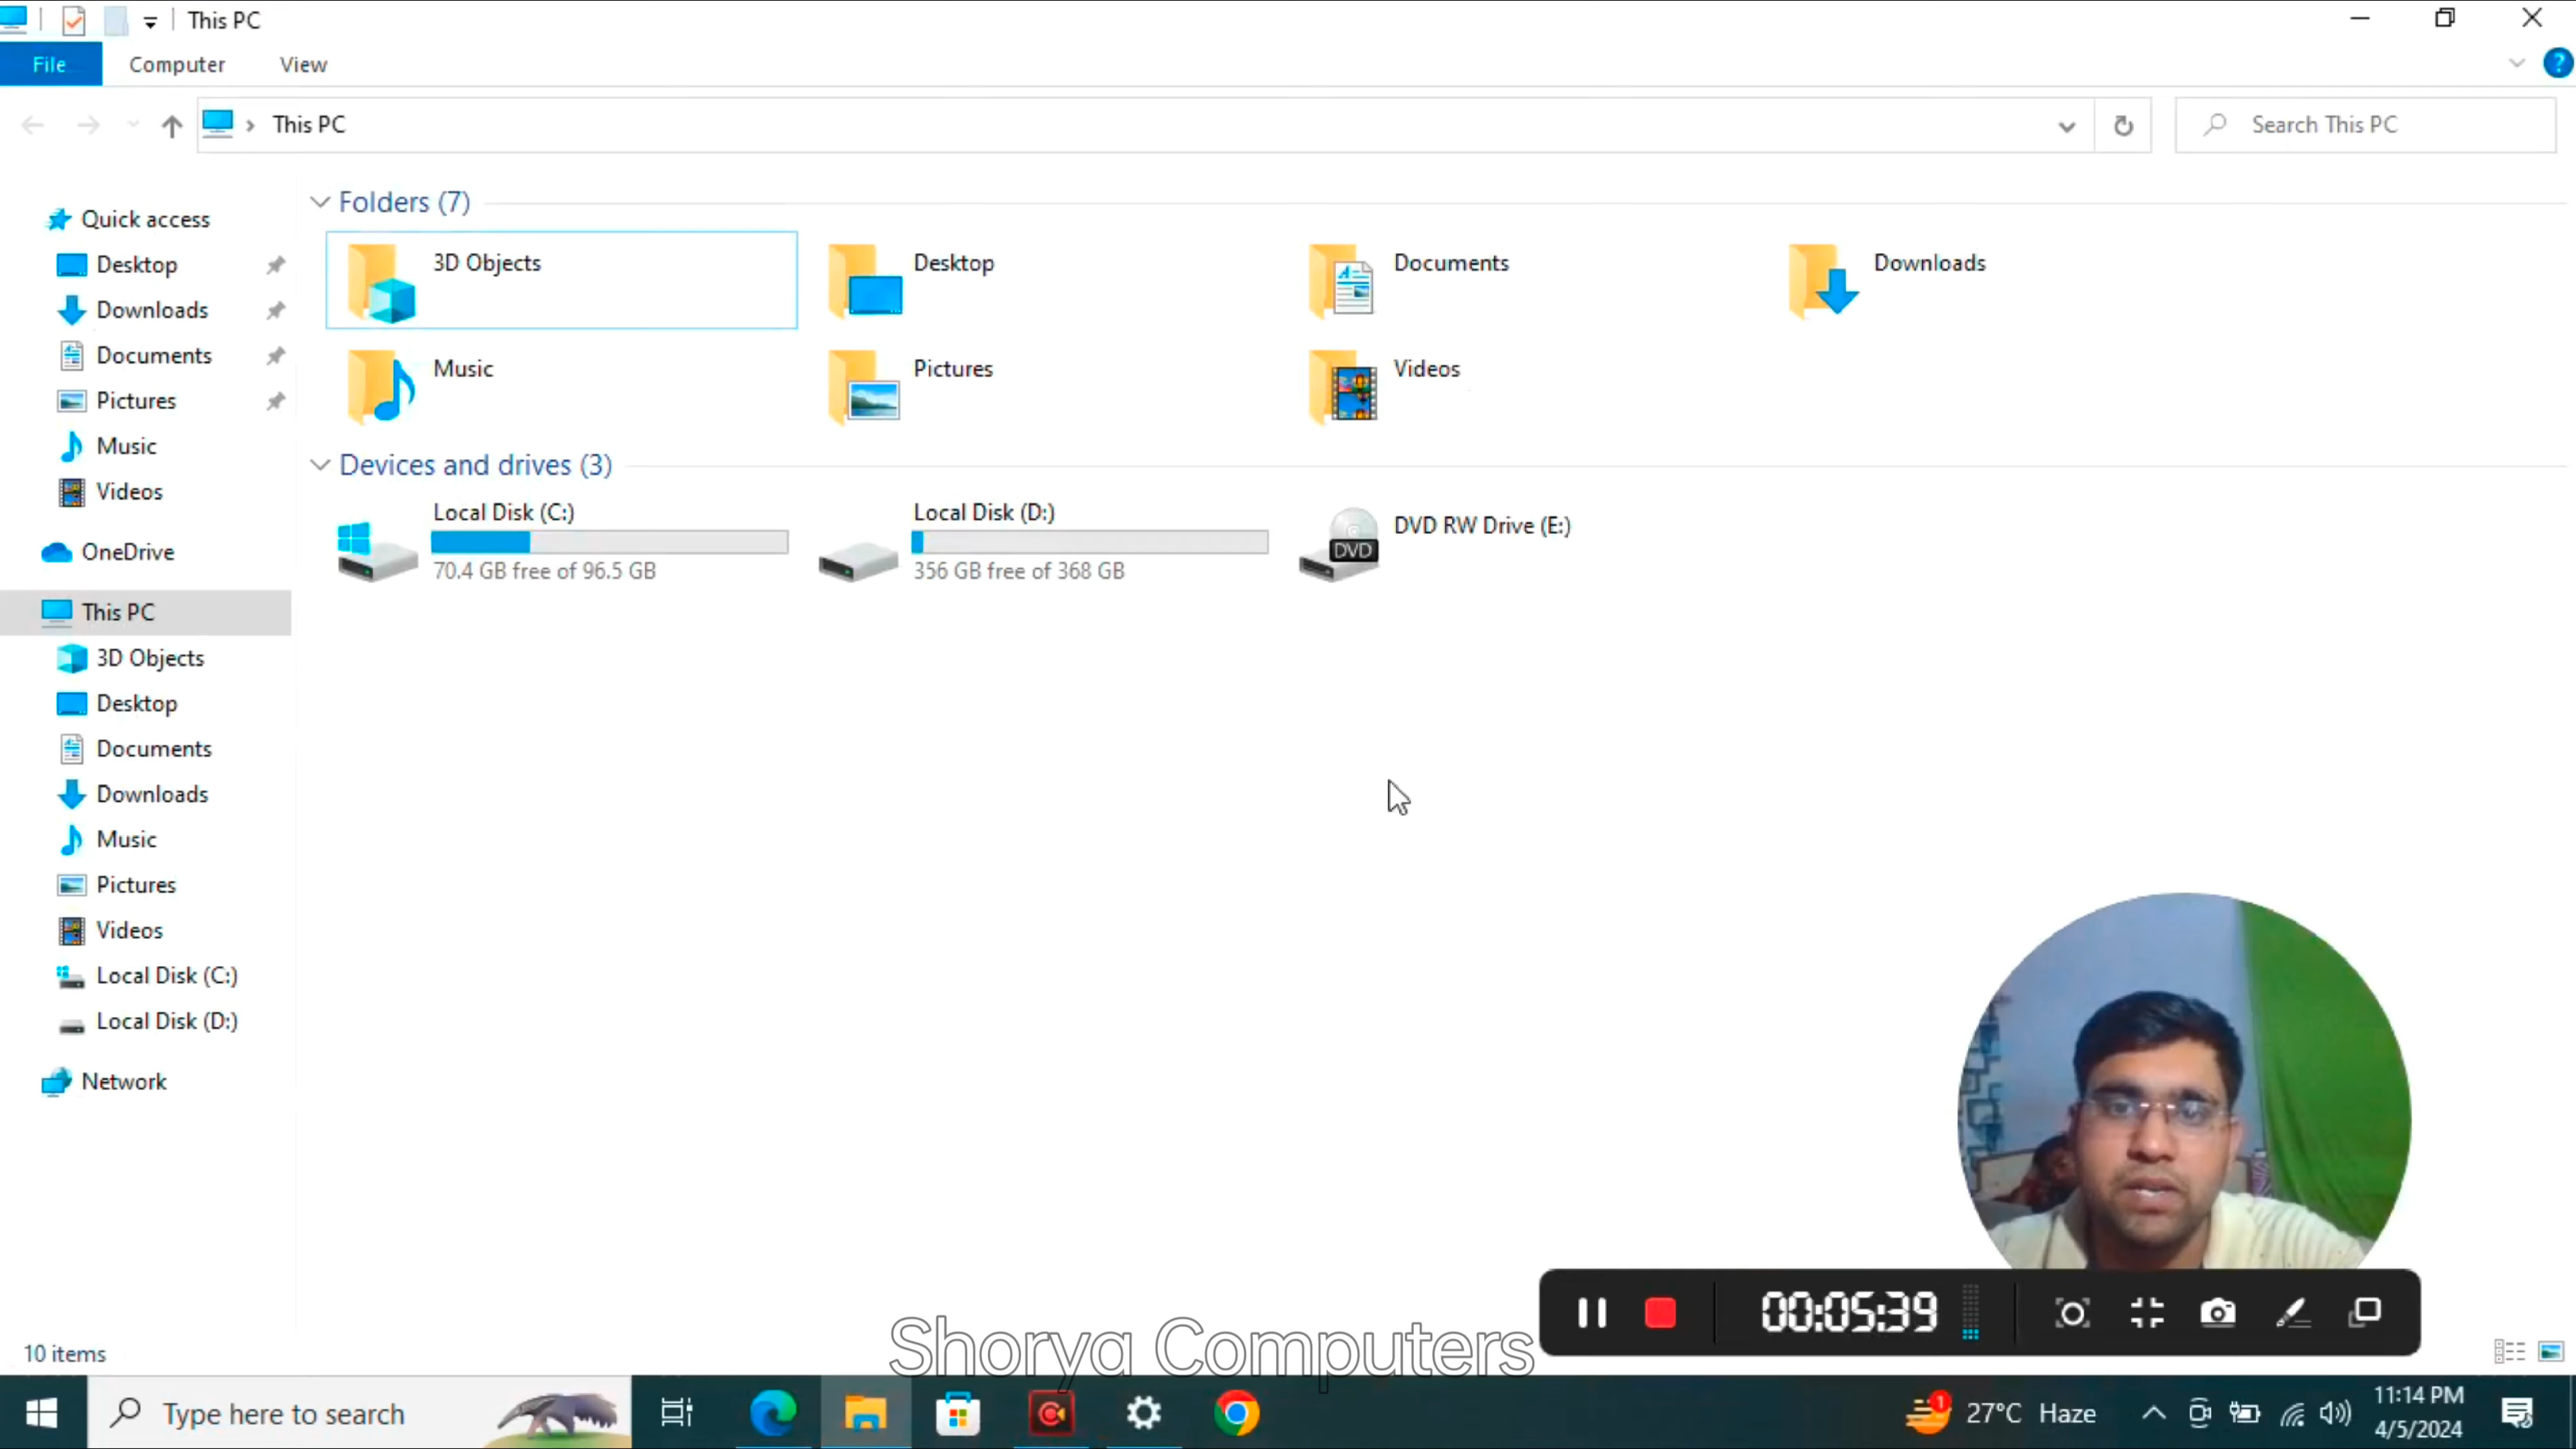 This PC
File Computer View
This PC
Search This PC
Quick access
Desktop
Downloads
Documents
Pictures
Music
Videos
OneDrive
This PC
3D Objects
Desktop
Documents
Downloads
Music
Pictures
Videos
Local Disk (C:)
Local Disk (D:)
Network
Folders (7)
3D Objects
Desktop
Documents
Downloads
Music
Pictures
Videos
Devices and drives (3)
Local Disk (C:)
70.4 GB free of 96.5 GB
Local Disk (D:)
356 GB free of 368 GB
DVD
DVD RW Drive (E:)
00:05:39
Shorya Computers
10 items
Type here to search
1
27°C Haze
11:14 PM
4/5/2024